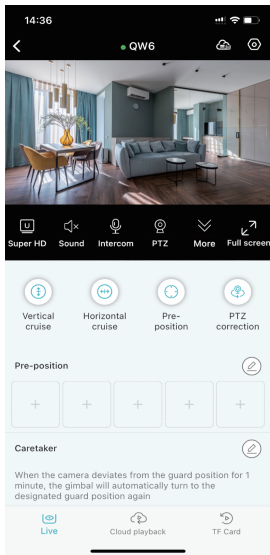 14:36
QW6
Super HD Sound Intercom PTZ More Full screen
Vertical Horizontal Pre- PTZ
cruise cruise position correction
Pre-position
Caretaker
When the camera deviates from the guard position for 1
minute, the gimbal will automatically turn to the
designated guard position again
Live Cloud playback TF Card